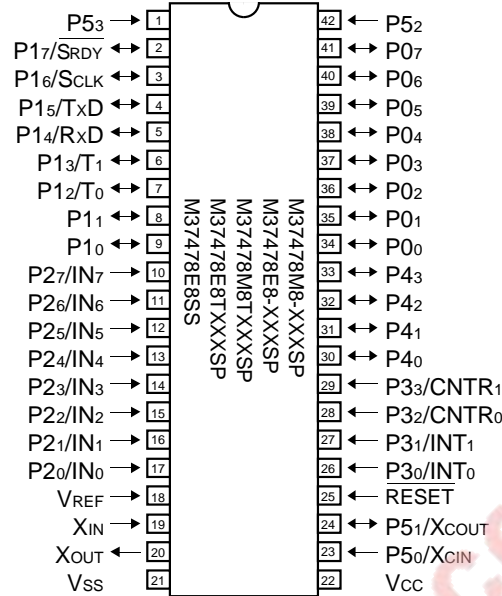 P53 1 42 P52
P17/SRDY 2 41 P07
P16/SCLK 3 40 P06
P15/TxD 4 39 P05
P14/RxD 5 38 P04
P13/T1 6 37 P03
P12/T0 7 36 P02
P11 8 35 P01
P10 9 34 P00
P27/IN7 10 33 P43
P26/IN6 11 32 P42
P25/IN5 12 31 P41
P24/IN4 13 30 P40
P23/IN3 14 29 P33/CNTR1
P22/IN2 15 28 P32/CNTR0
P21/IN1 16 27 P31/INT1
P20/IN0 17 26 P30/INT0
VREF 18 25 RESET
XIN 19 24 P51/XCOUT
XOUT 20 23 P50/XCIN
VSS 21 22 VCC
M37478M8-XXXSP
M37478E8-XXXSP
M37478M8TXXXSP
M37478E8TXXXSP
M37478E8SS